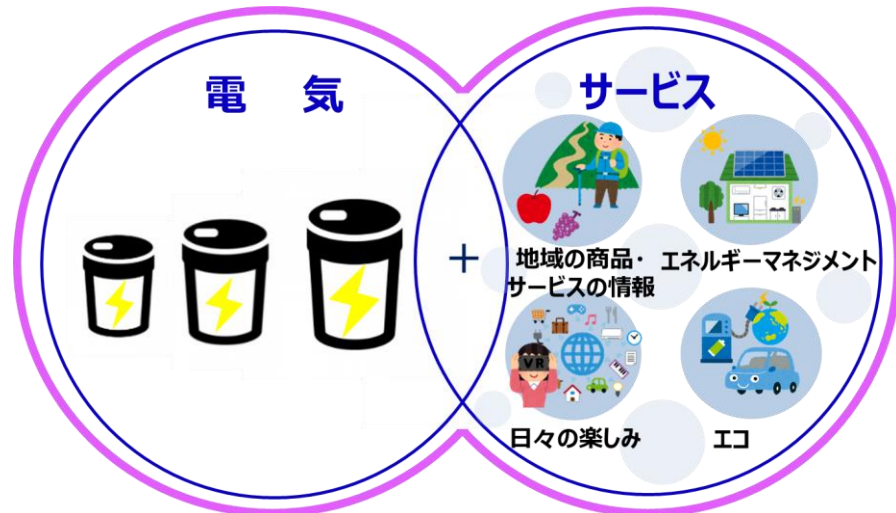 電　気
サービス
+
地域の商品・
サービスの情報
エネルギーマネジメント
VR
日々の楽しみ
エコ